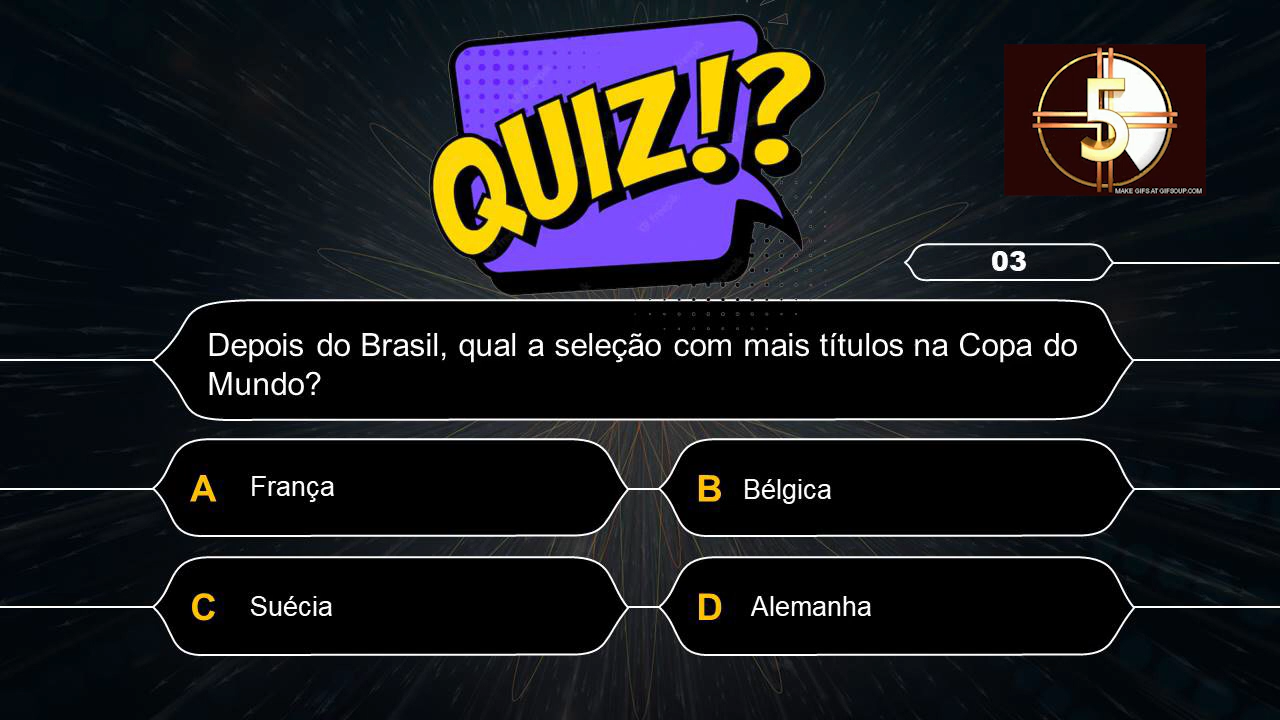 QUIZ!?
5
MAKE GIFS AT GIFSOUP.COM
03
Depois do Brasil, qual a seleção com mais títulos na Copa do
Mundo?
A França
B Bélgica
C Suécia
D Alemanha